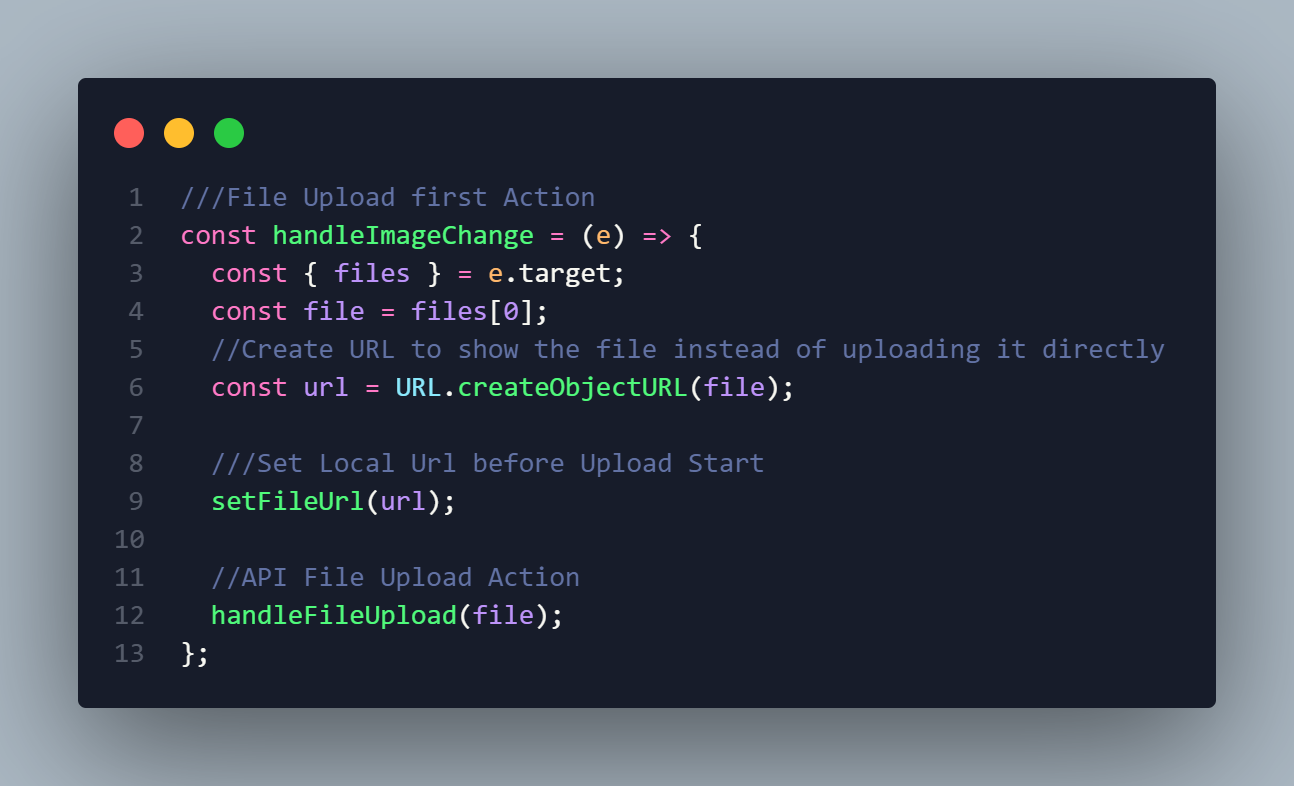 1 ///File Upload first Action
2 const handleImageChange = (e) => {
3 const { files } = e.target;
4 const file = files[0];
5 //Create URL to show the file instead of uploading it directly
6 const url = URL.createObjectURL(file);
7
8 ///Set Local Url before Upload Start
9 setFileUrl(url);
10
11 //API File Upload Action
12 handleFileUpload(file);
13 };